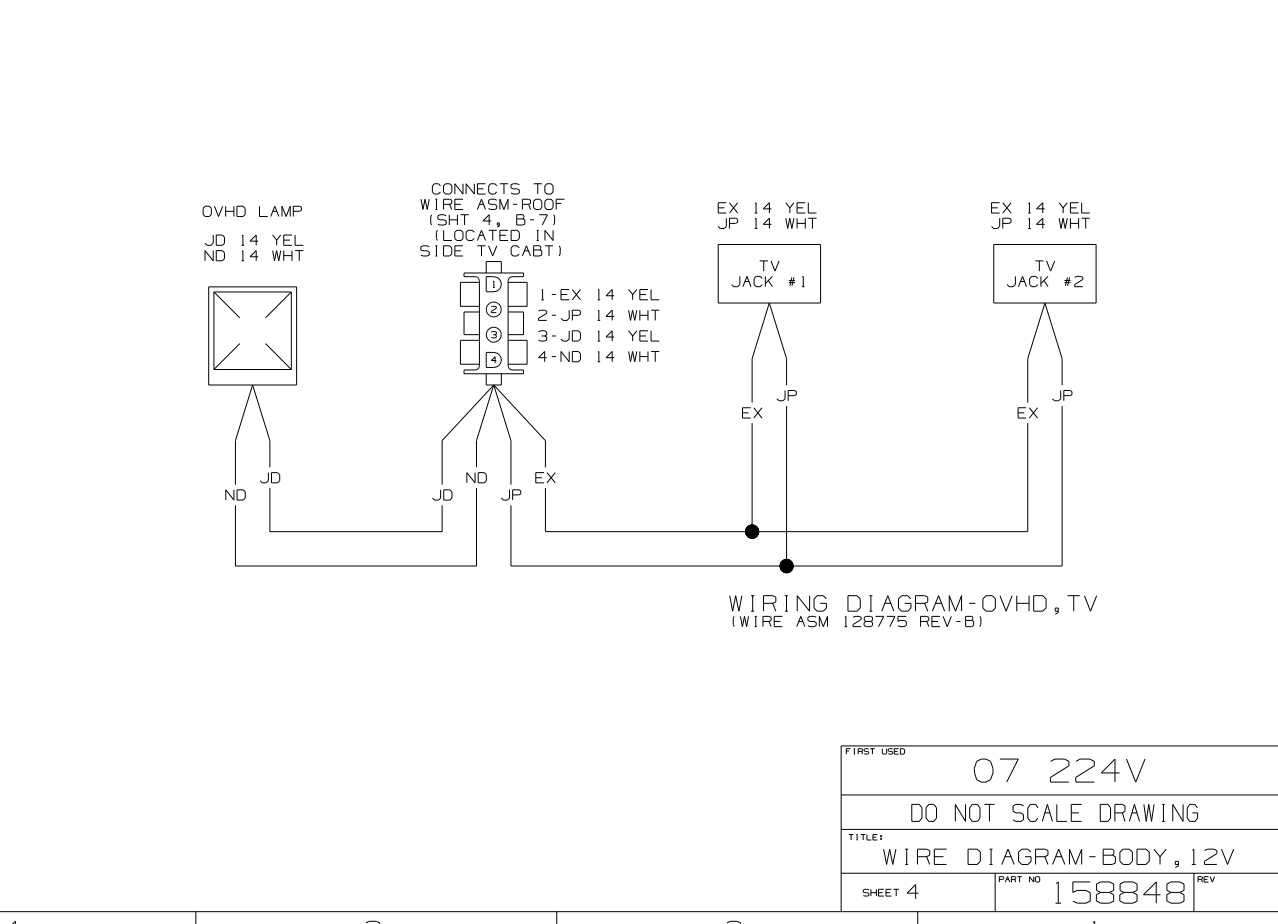 OVHD LAMP
JD 14 YEL
ND 14 WHT
CONNECTS TO
WIRE ASM-ROOF
(SHT 4, B-7)
(LOCATED IN
SIDE TV CABT)
1
2
3
4
1-EX 14 YEL
2-JP 14 WHT
3-JD 14 YEL
4-ND 14 WHT
EX 14 YEL
JP 14 WHT
TV
JACK #1
EX 14 YEL
JP 14 WHT
TV
JACK #2
ND
JD
JD
ND
JP
EX
EX
JP
EX
JP
WIRING DIAGRAM-OVHD,TV
(WIRE ASM 128775 REV-B)
FIRST USED
07 224V
DO NOT SCALE DRAWING
TITLE:
WIRE DIAGRAM-BODY,12V
SHEET 4
PART NO
158848
REV